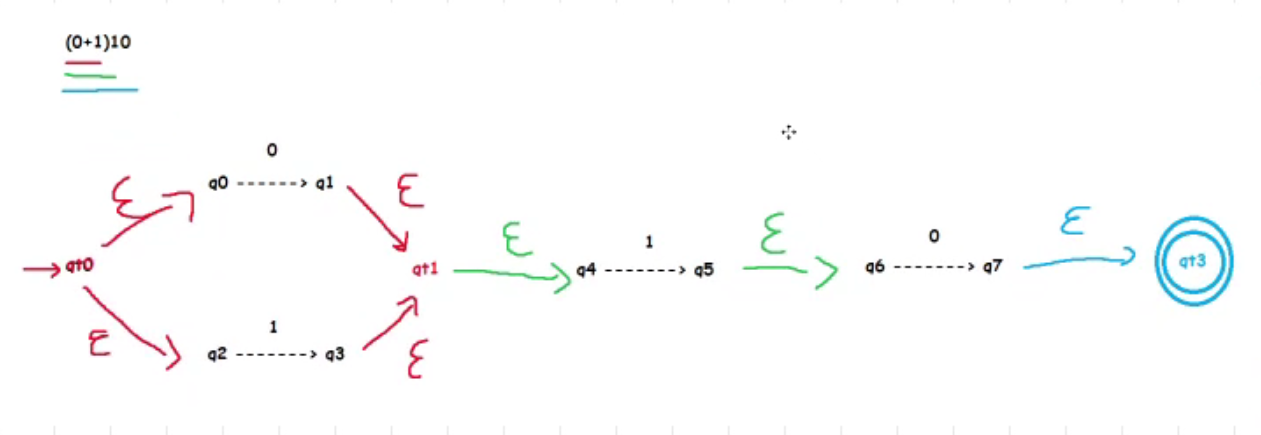 (0+1)10
0
ε q0 -------> q1 ε
→ qt0 qt1 ε q4 -------> q5 ε q6 -------> q7 ε qt3
1
0
1
ε q2 -------> q3 ε